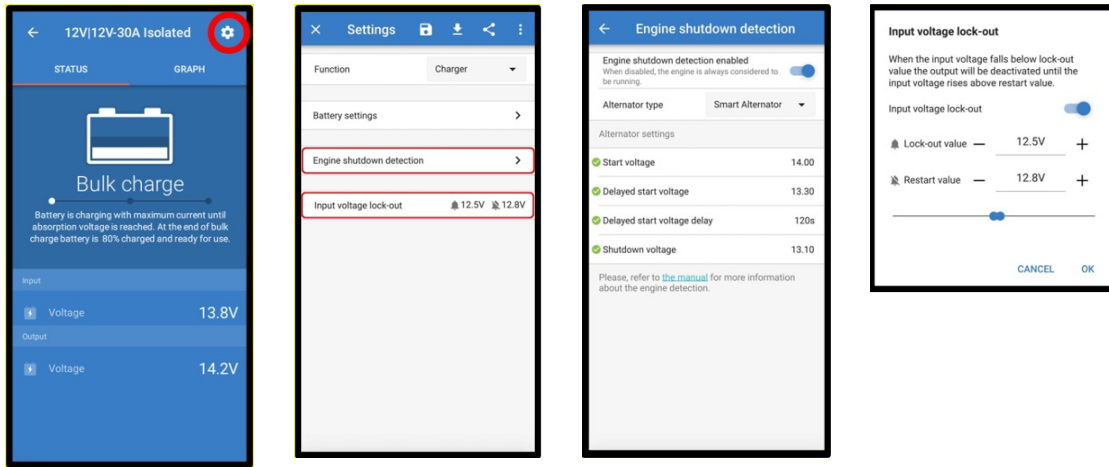 12V|12V-30A Isolated
STATUS
GRAPH
Bulk charge
Battery is charging with maximum current until
absorption voltage is reached. At the end of bulk
charge battery is 80% charged and ready for use.
Input
Voltage 13.8V
Output
Voltage 14.2V
Settings
Function Charger
Battery settings
Engine shutdown detection
Input voltage lock-out 12.5V 12.8V
Engine shutdown detection
Engine shutdown detection enabled
When disabled, the engine is always considered to
be running.
Alternator type Smart Alternator
Alternator settings
Start voltage 14.00
Delayed start voltage 13.30
Delayed start voltage delay 120s
Shutdown voltage 13.10
Please, refer to the manual for more information
about the engine detection.
Input voltage lock-out
When the input voltage falls below lock-out
value the output will be deactivated until the
input voltage rises above restart value.
Input voltage lock-out
Lock-out value — 12.5V +
Restart value — 12.8V +
CANCEL OK